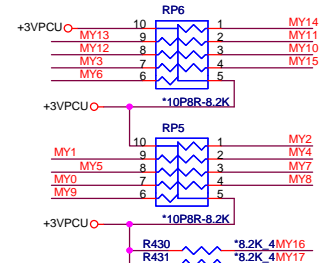 RP6
+3VPCU 10 1 MY14
MY13 9 2 MY11
MY12 8 3 MY10
MY3 7 4 MY15
MY6 6 5
+3VPCU *10P8R-8.2K
RP5
10 1 MY2
MY1 9 2 MY4
MY5 8 3 MY7
MY0 7 4 MY8
MY9 6 5
+3VPCU *10P8R-8.2K
R430 *8.2K_4 MY16
R431 *8.2K_4 MY17